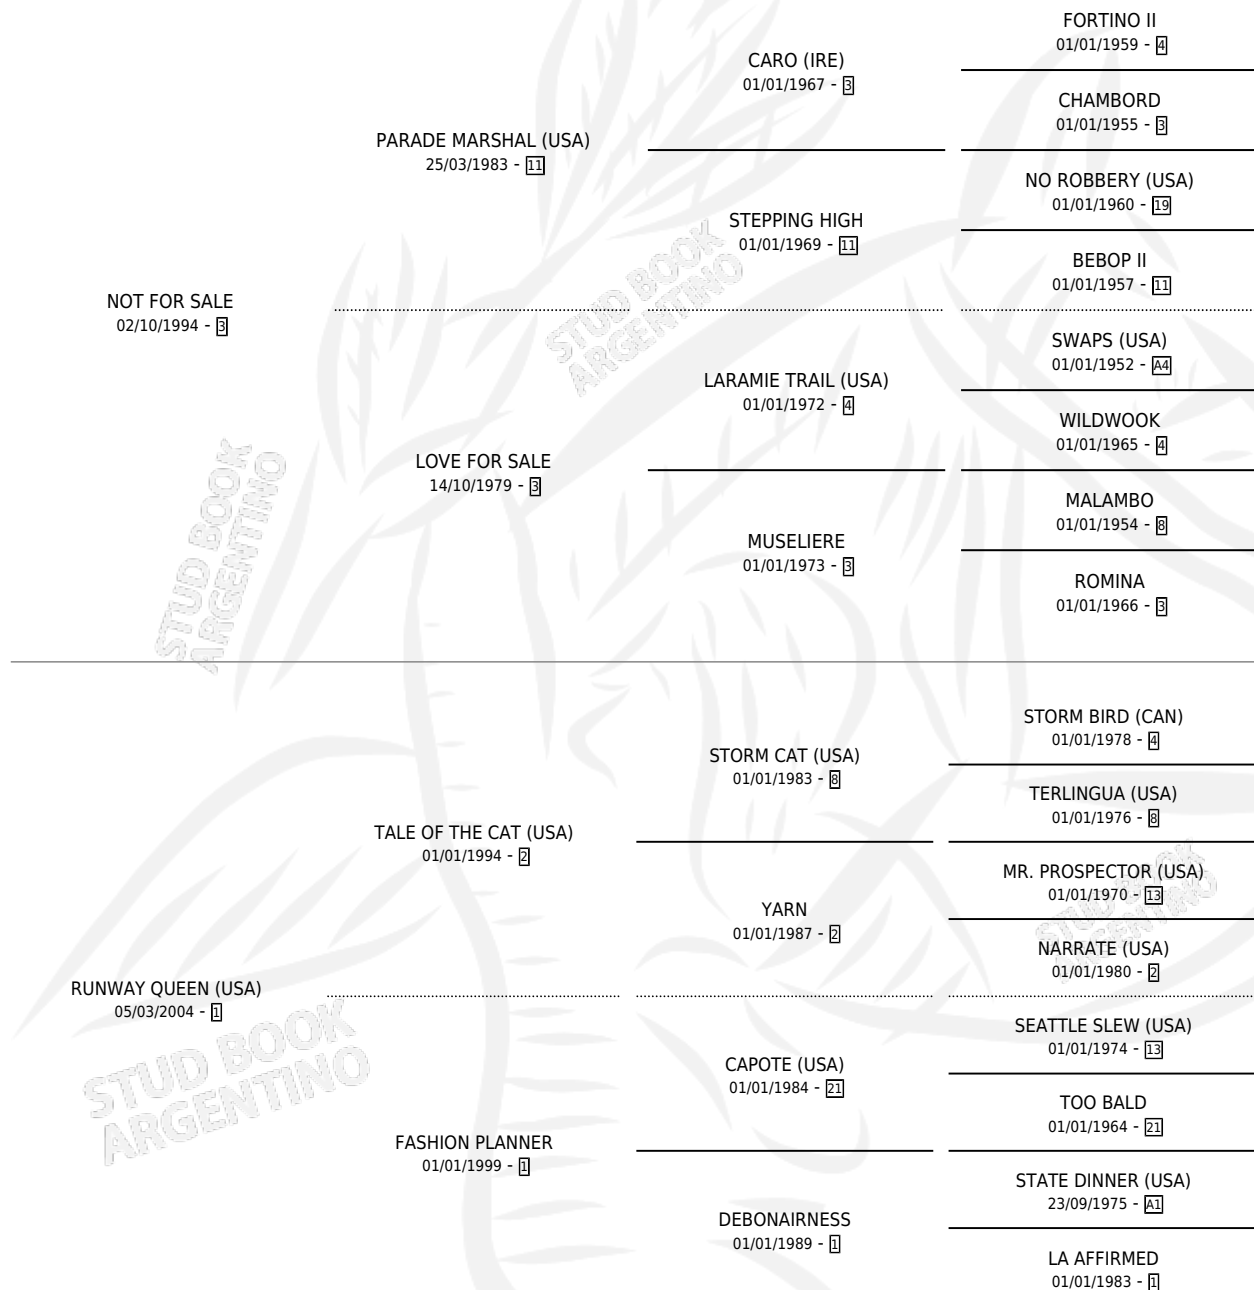 FORTINO II
01/01/1959 - 4
CARO (IRE)
01/01/1967 - 3
CHAMBORD
01/01/1955 - 3
PARADE MARSHAL (USA)
25/03/1983 - 11
NO ROBBERY (USA)
01/01/1960 - 19
STEPPING HIGH
01/01/1969 - 11
BEBOP II
01/01/1957 - 11
NOT FOR SALE
02/10/1994 - 3
STUD BOOK
ARGENTINO
SWAPS (USA)
01/01/1952 - A4
LARAMIE TRAIL (USA)
01/01/1972 - 4
WILDWOOK
01/01/1965 - 4
LOVE FOR SALE
14/10/1979 - 3
MALAMBO
01/01/1954 - 8
MUSELIERE
01/01/1973 - 3
ROMINA
01/01/1966 - 3
STUD BOOK
ARGENTINO
STORM BIRD (CAN)
01/01/1978 - 4
STORM CAT (USA)
01/01/1983 - 8
TERLINGUA (USA)
01/01/1976 - 8
TALE OF THE CAT (USA)
01/01/1994 - 2
MR. PROSPECTOR (USA)
01/01/1970 - 13
YARN
01/01/1987 - 2
STUD BOOK
ARGENTINO
NARRATE (USA)
01/01/1980 - 2
RUNWAY QUEEN (USA)
05/03/2004 - 1
SEATTLE SLEW (USA)
01/01/1974 - 13
CAPOTE (USA)
01/01/1984 - 21
STUD BOOK
ARGENTINO
TOO BALD
01/01/1964 - 21
FASHION PLANNER
01/01/1999 - 1
STATE DINNER (USA)
23/09/1975 - A1
DEBONAIRNESS
01/01/1989 - 1
LA AFFIRMED
01/01/1983 - 1